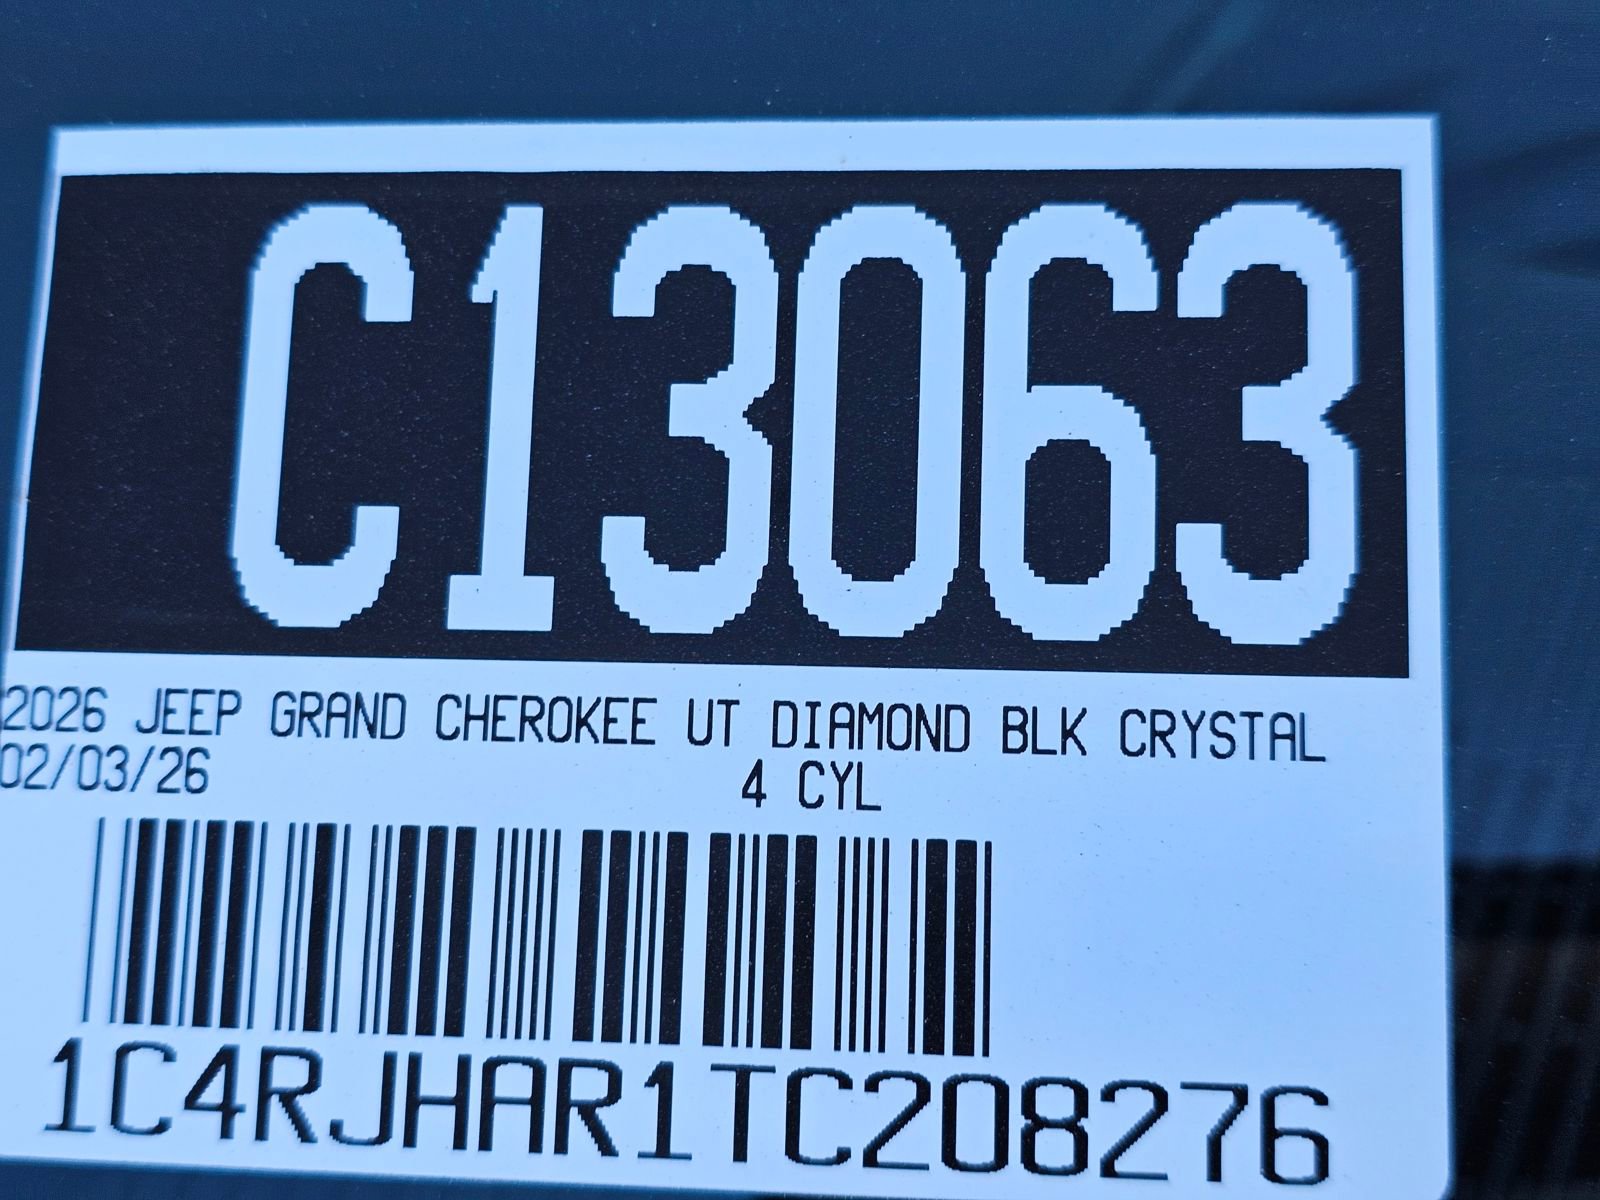 C13063
2026 JEEP GRAND CHEROKEE UT DIAMOND BLK CRYSTAL
02/03/26 4 CYL
1C4RJHAR1TC208276